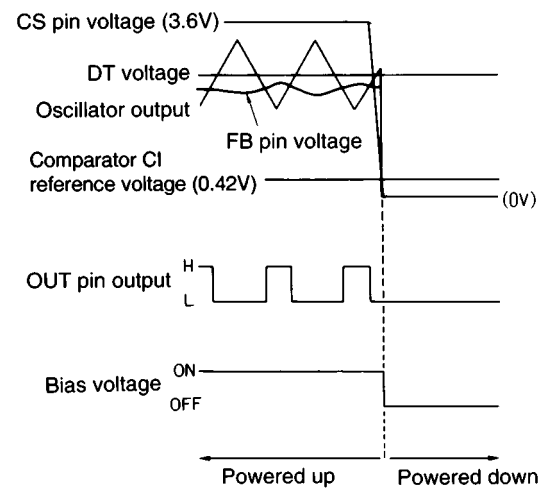 CS pin voltage (3.6V)
DT voltage
Oscillator output
FB pin voltage
Comparator CI
reference voltage (0.42V)
(0V)
OUT pin output
H
L
Bias voltage
ON
OFF
Powered up
Powered down